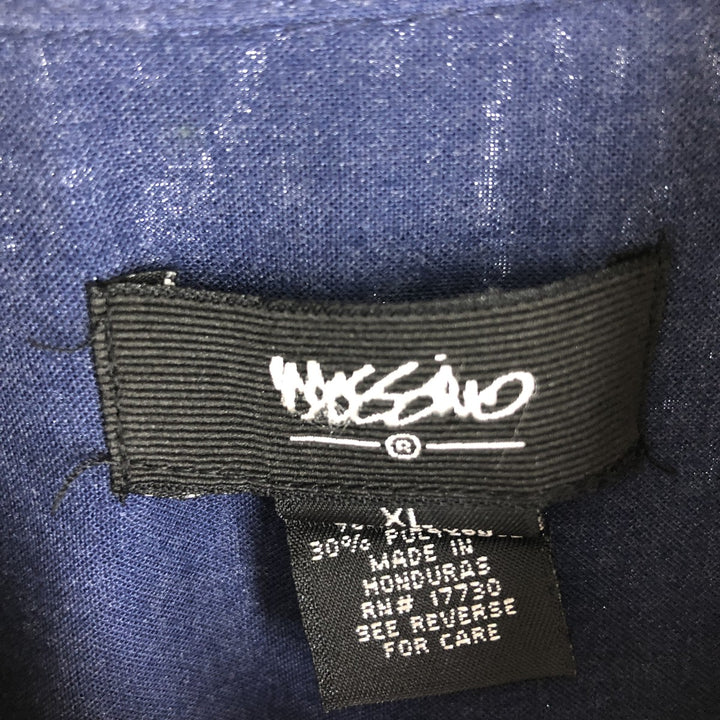 Mossimo
®
XL
30% POLYESTER
MADE IN
HONDURAS
RN# 17730
SEE REVERSE
FOR CARE